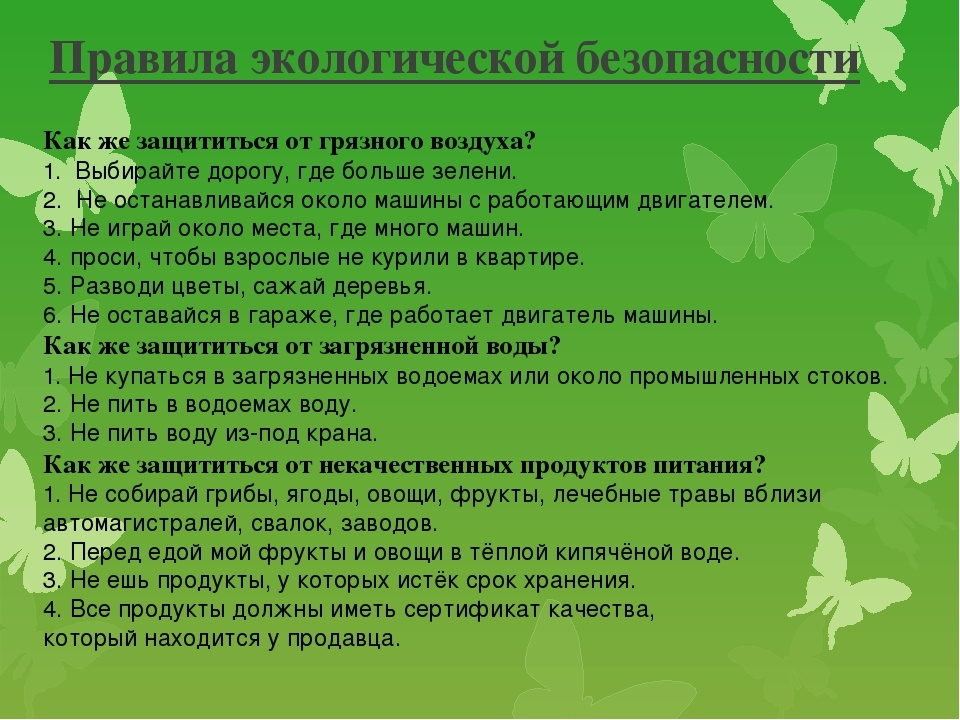 Правила экологической безопасности
Как же защититься от грязного воздуха?
1. Выбирайте дорогу, где больше зелени.
2. Не останавливайся около машины с работающим двигателем.
3. Не играй около места, где много машин.
4. проси, чтобы взрослые не курили в квартире.
5. Разводи цветы, сажай деревья.
6. Не оставайся в гараже, где работает двигатель машины.
Как же защититься от загрязненной воды?
1. Не купаться в загрязненных водоемах или около промышленных стоков.
2. Не пить в водоемах воду.
3. Не пить воду из-под крана.
Как же защититься от некачественных продуктов питания?
1. Не собирай грибы, ягоды, овощи, фрукты, лечебные травы вблизи
автомагистралей, свалок, заводов.
2. Перед едой мой фрукты и овощи в тёплой кипячёной воде.
3. Не ешь продукты, у которых истёк срок хранения.
4. Все продукты должны иметь сертификат качества,
который находится у продавца.